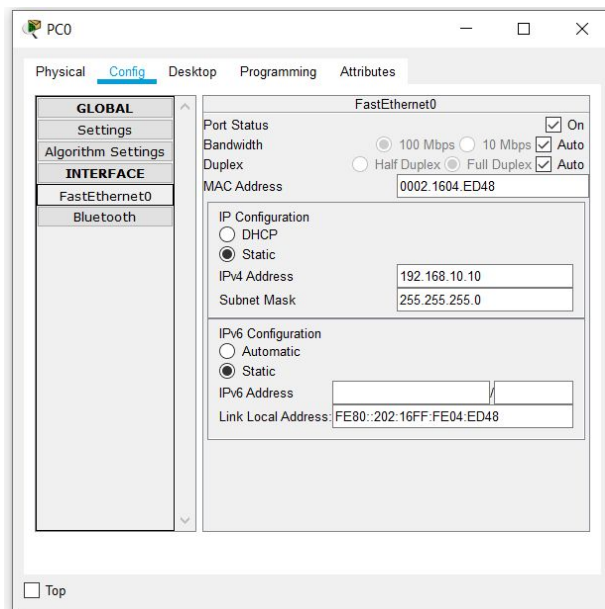 PC0
Physical Config Desktop Programming Attributes
GLOBAL
Settings
Algorithm Settings
INTERFACE
FastEthernet0
Bluetooth
FastEthernet0
Port Status On
Bandwidth 100 Mbps 10 Mbps Auto
Duplex Half Duplex Full Duplex Auto
MAC Address 0002.1604.ED48
IP Configuration
DHCP
Static
IPv4 Address 192.168.10.10
Subnet Mask 255.255.255.0
IPv6 Configuration
Automatic
Static
IPv6 Address /
Link Local Address: FE80::202:16FF:FE04:ED48
Top